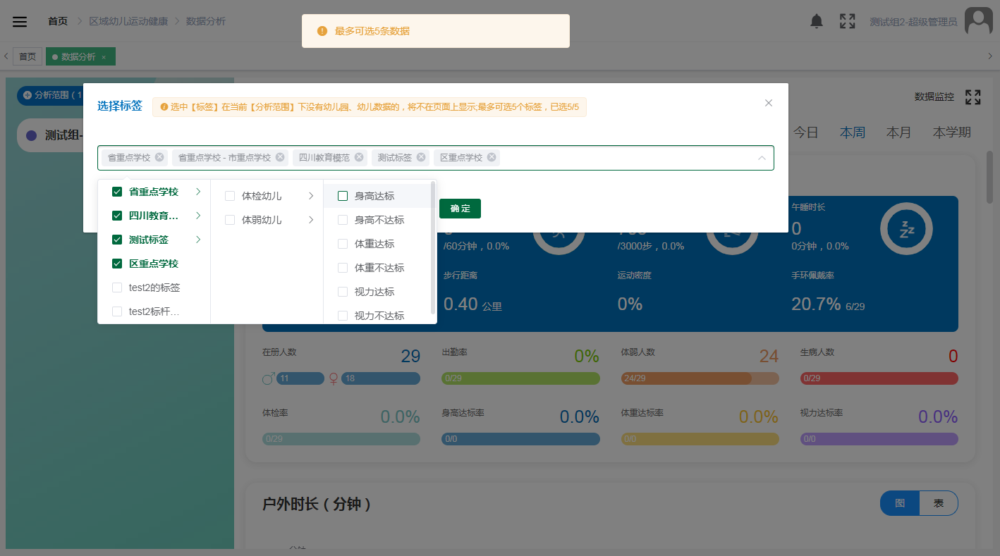 首页 区域幼儿运动健康 数据分析
最多可选5条数据
测试组2-超级管理员
首页 数据分析 ×
分析范围（1
数据监控
测试组-
今日 本周 本月 本学期
选择标签
选中【标签】在当前【分析范围】下没有幼儿园、幼儿数据的，将不在页面上显示;最多可选5个标签，已选5/5
省重点学校 省重点学校 - 市重点学校 四川教育模范 测试标签 区重点学校
省重点学校
四川教育...
测试标签
区重点学校
test2的标签
test2标杆...
体检幼儿
体弱幼儿
身高达标
身高不达标
体重达标
体重不达标
视力达标
视力不达标
确 定
午睡时长
0
/60分钟，0.0%
/3000步，0.0%
0分钟，0.0%
步行距离
0.40 公里
运动密度
0%
手环佩戴率
20.7% 6/29
在册人数 29
11 18
出勤率 0%
0/29
体弱人数 24
24/29
生病人数 0
0/29
体检率 0.0%
0/29
身高达标率 0.0%
0/0
体重达标率 0.0%
0/0
视力达标率 0.0%
0/0
户外时长（分钟）
图 表